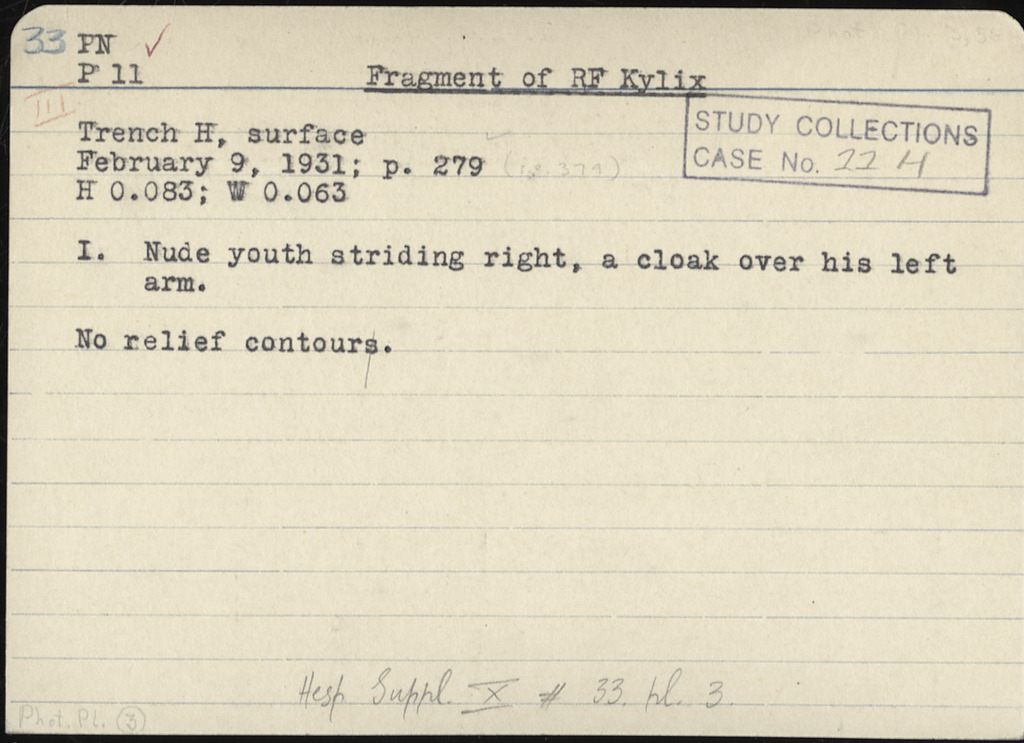 33 PN ✓
P 11 Fragment of RF Kylix
III
STUDY COLLECTIONS
CASE No. 22 4
Trench H, surface
February 9, 1931; p. 279
H 0.083; W 0.063
I. Nude youth striding right, a cloak over his left
arm.
No relief contours.
Hesp Suppl. X # 33. pl. 3.
Phot. Pl. (3)